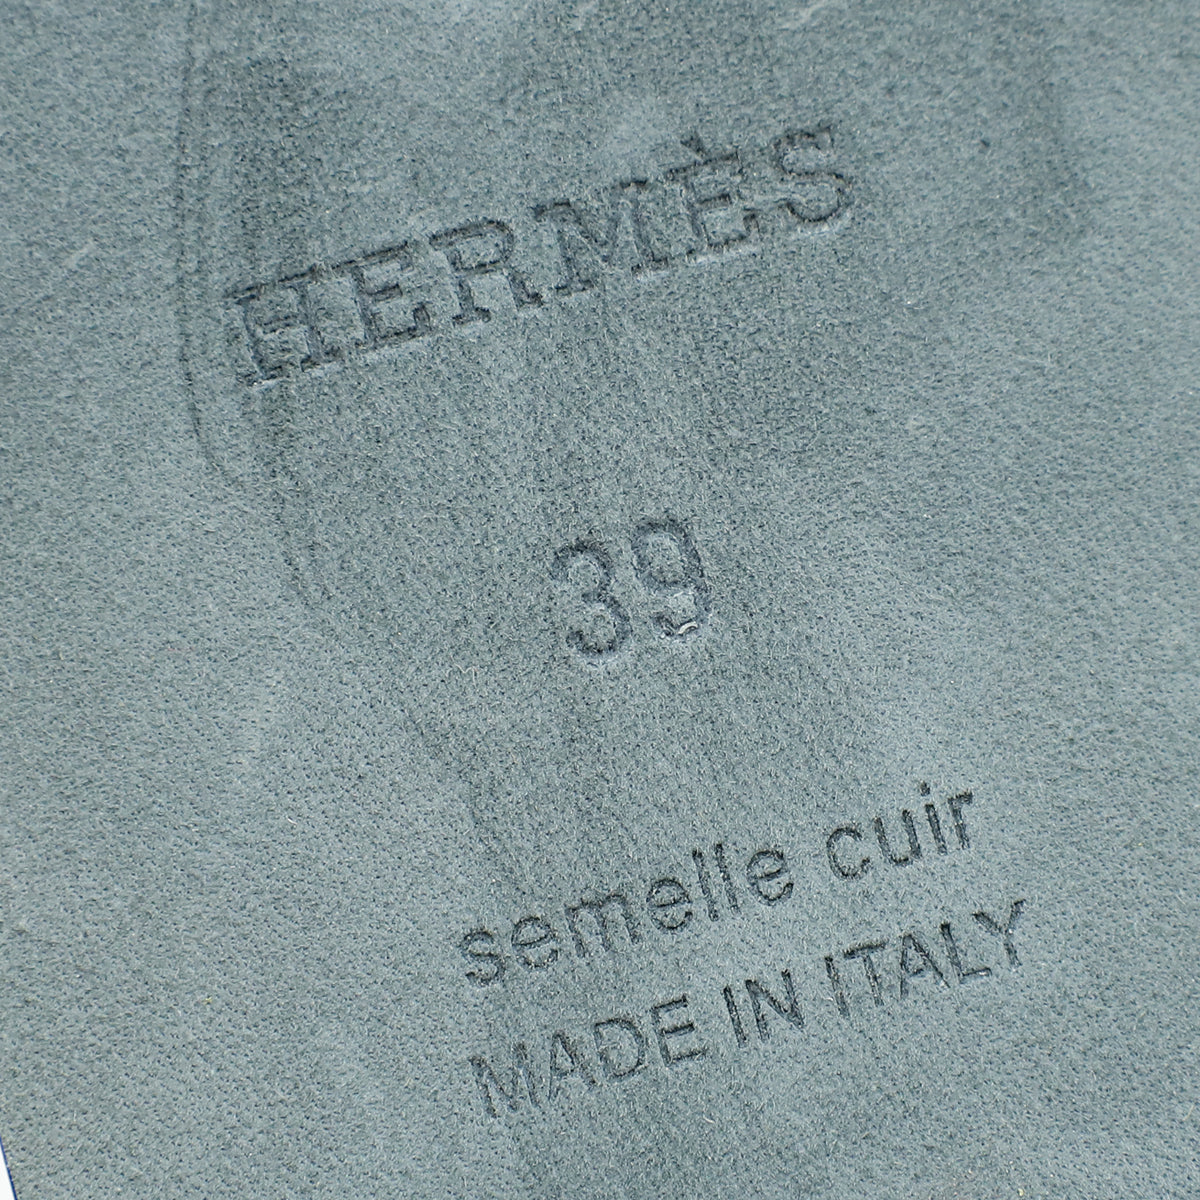 HERMÈS
39
semelle cuir
MADE IN ITALY